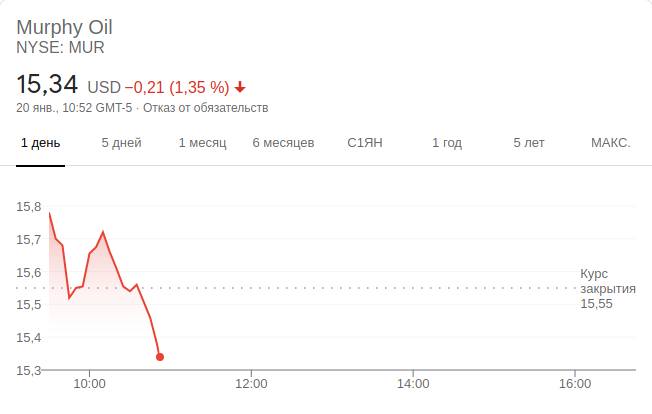 Murphy Oil
NYSE: MUR
15,34 USD −0,21 (1,35 %)
20 янв., 10:52 GMT-5 · Отказ от обязательств
1 день 5 дней 1 месяц 6 месяцев С1ЯН 1 год 5 лет МАКС.
15,8
15,7
15,6
15,5
15,4
15,3
Курс
закрытия
15,55
10:00 12:00 14:00 16:00